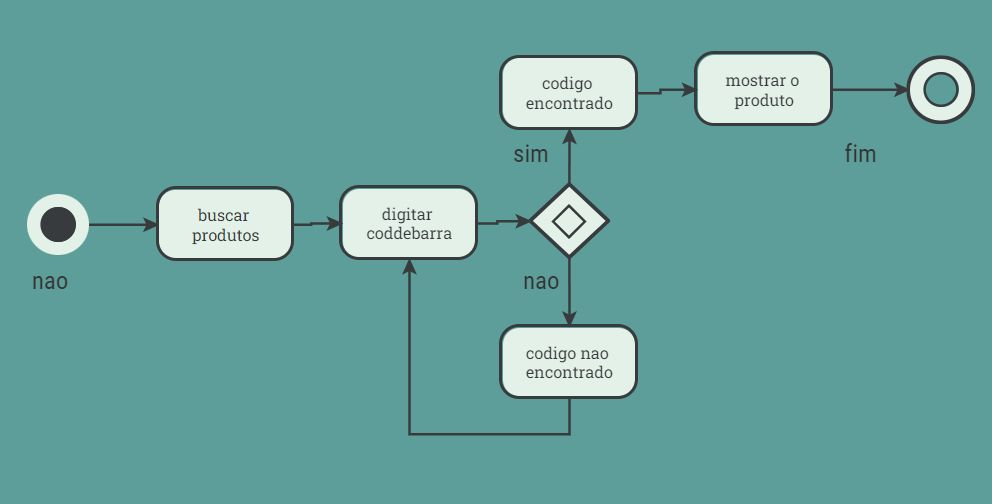 codigo
encontrado
mostrar o
produto
sim
fim
buscar
produtos
digitar
coddebarra
nao
nao
codigo nao
encontrado